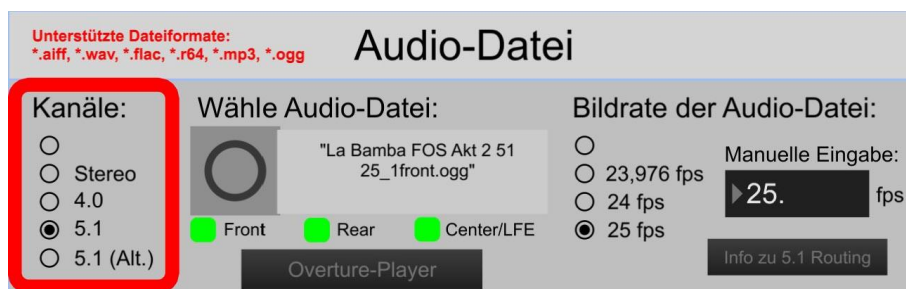 Unterstützte Dateiformate:
*.aiff, *.wav, *.flac, *.r64, *.mp3, *.ogg
Audio-Datei
Kanäle:
Stereo
4.0
5.1
5.1 (Alt.)
Wähle Audio-Datei:
"La Bamba FOS Akt 2 51
25_1front.ogg"
Front Rear Center/LFE
Overture-Player
Bildrate der Audio-Datei:
23,976 fps
24 fps
25 fps
Manuelle Eingabe:
25. fps
Info zu 5.1 Routing